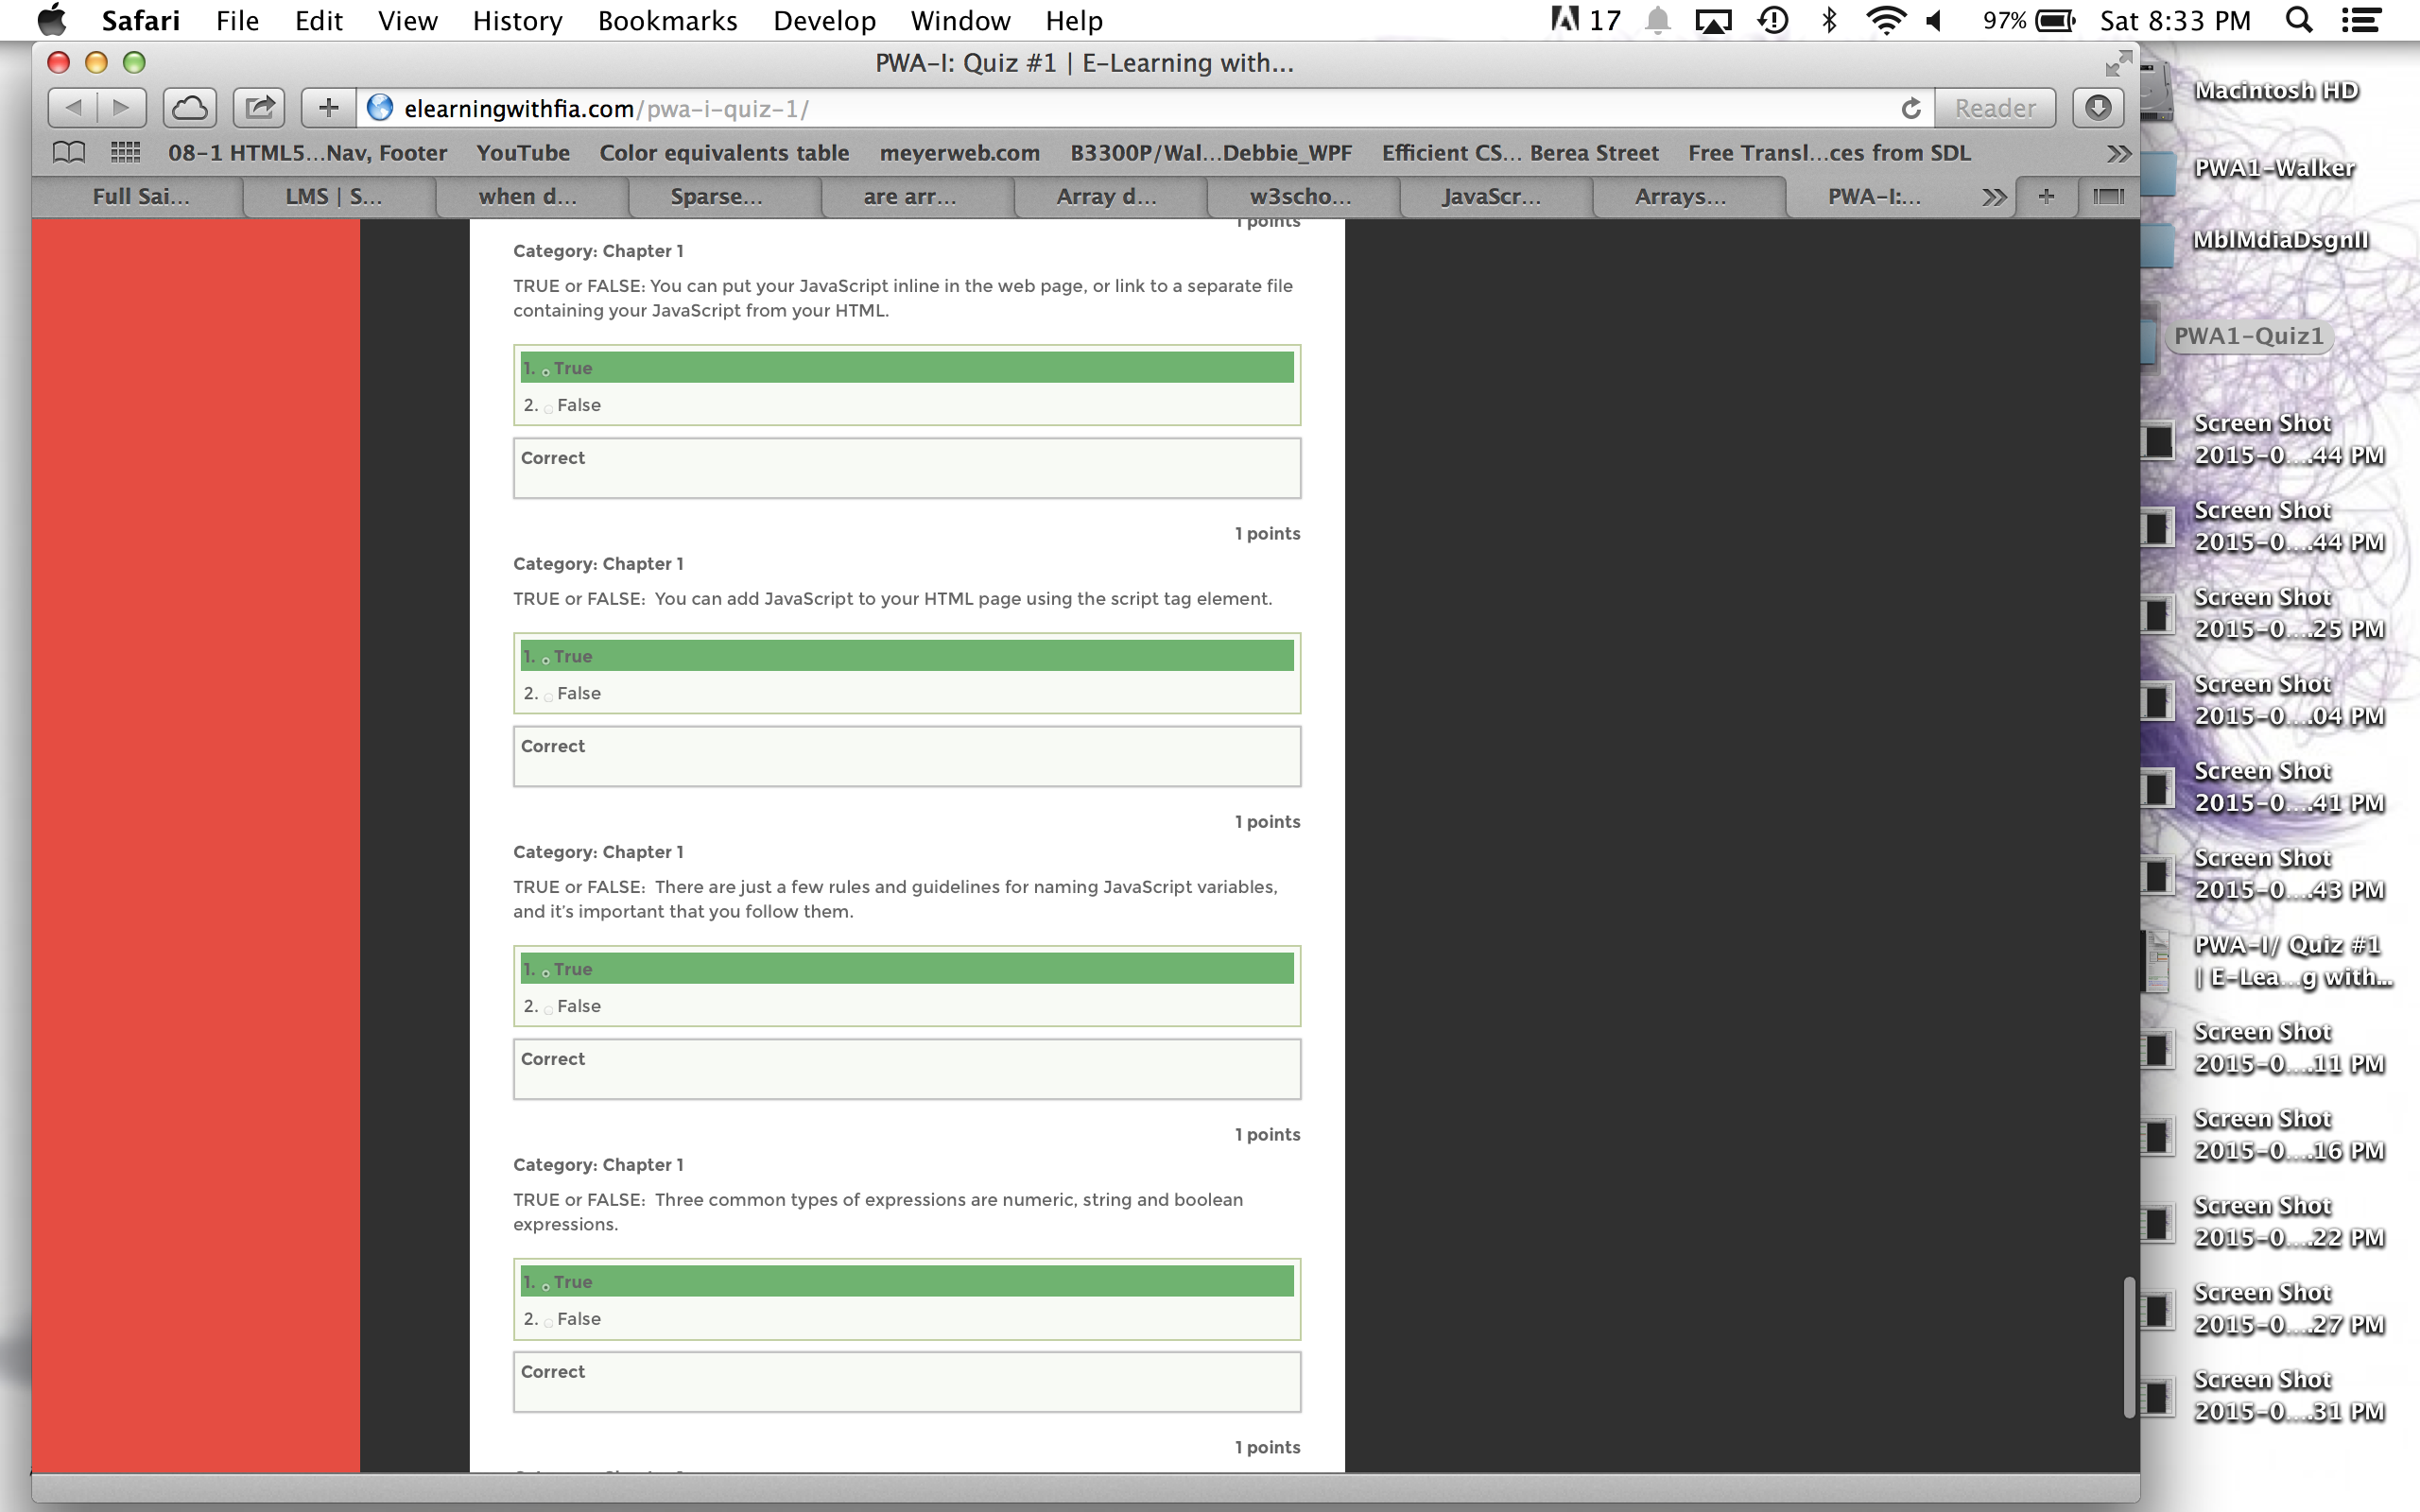 Safari File Edit View History Bookmarks Develop Window Help 17 97% Sat 8:33 PM
PWA-I: Quiz #1 | E-Learning with...
elearningwithfia.com/pwa-i-quiz-1/ Reader
08-1 HTML5...Nav, Footer YouTube Color equivalents table meyerweb.com B3300P/Wal...Debbie_WPF Efficient CS... Berea Street Free Transl...ces from SDL
Full Sai... LMS | S... when d... Sparse... are arr... Array d... w3scho... JavaScr... Arrays... PWA-I:...
1 points
Category: Chapter 1
TRUE or FALSE: You can put your JavaScript inline in the web page, or link to a separate file
containing your JavaScript from your HTML.
1. True
2. False
Correct
1 points
Category: Chapter 1
TRUE or FALSE:  You can add JavaScript to your HTML page using the script tag element.
1. True
2. False
Correct
1 points
Category: Chapter 1
TRUE or FALSE:  There are just a few rules and guidelines for naming JavaScript variables,
and it's important that you follow them.
1. True
2. False
Correct
1 points
Category: Chapter 1
TRUE or FALSE:  Three common types of expressions are numeric, string and boolean
expressions.
1. True
2. False
Correct
1 points
Macintosh HD
PWA1-Walker
MblMdiaDsgnII
PWA1-Quiz1
Screen Shot
2015-0....44 PM
Screen Shot
2015-0....44 PM
Screen Shot
2015-0....25 PM
Screen Shot
2015-0....04 PM
Screen Shot
2015-0....41 PM
Screen Shot
2015-0....43 PM
PWA-I/ Quiz #1
| E-Lea...g with...
Screen Shot
2015-0....11 PM
Screen Shot
2015-0....16 PM
Screen Shot
2015-0....22 PM
Screen Shot
2015-0....27 PM
Screen Shot
2015-0....31 PM